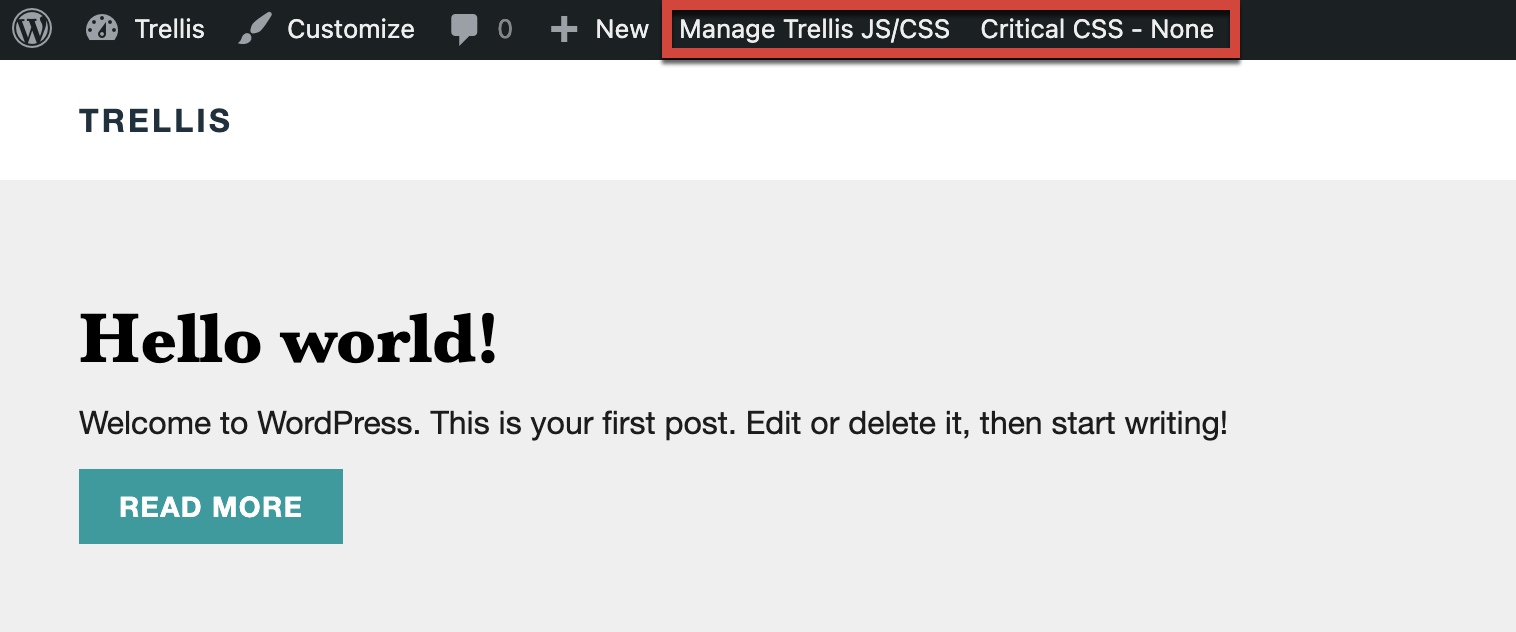 Trellis Customize 0 New Manage Trellis JS/CSS Critical CSS - None
TRELLIS
Hello world!
Welcome to WordPress. This is your first post. Edit or delete it, then start writing!
READ MORE